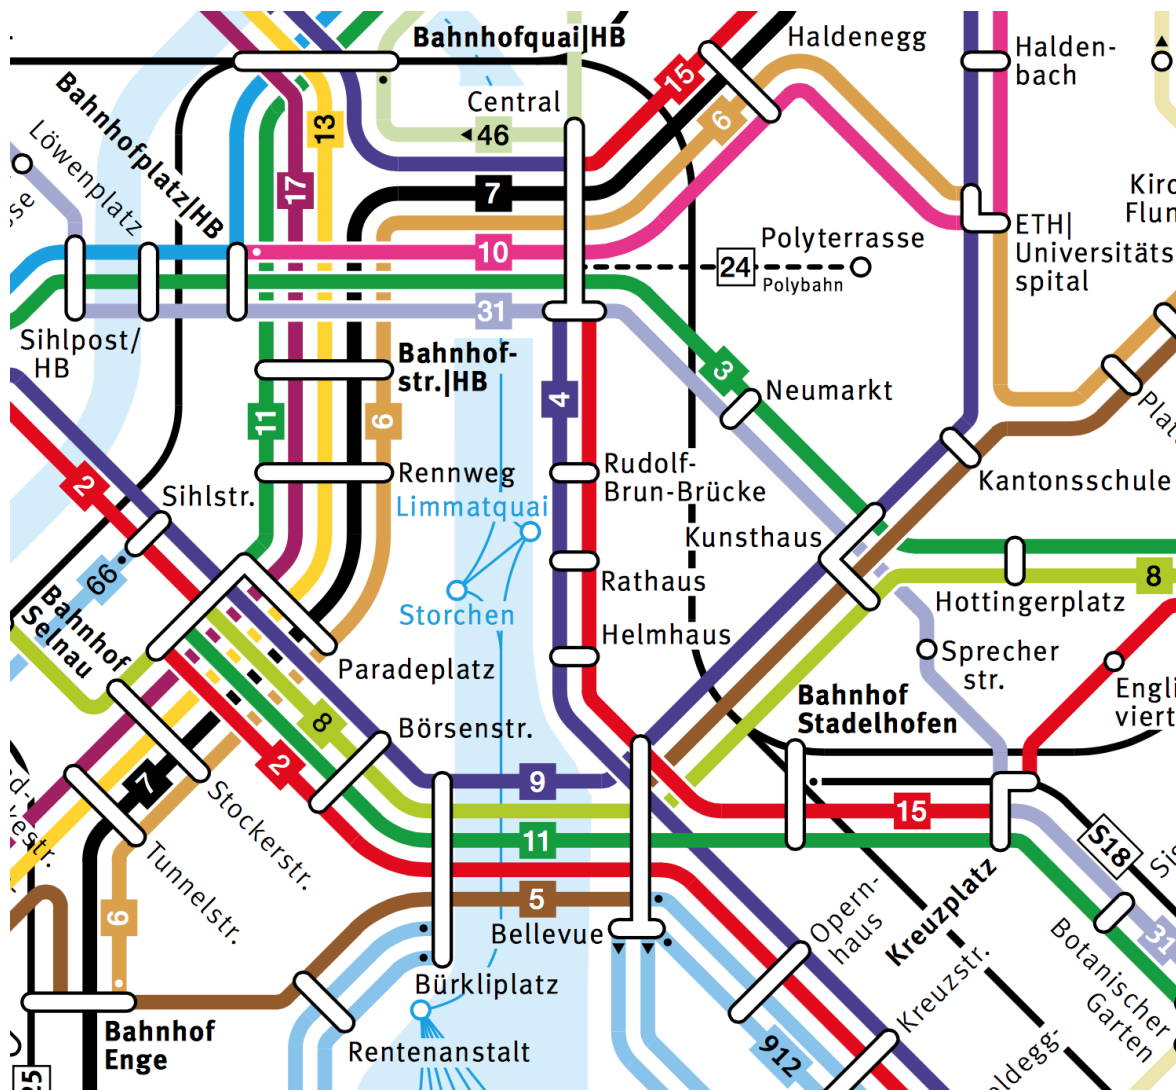 Bahnhofquai|HB
Haldenegg
Halden-
bach
15
Central
13
46
6
Bahnhofplatz|HB
Löwenplatz
17
7
ETH|
Universitäts
spital
Polyterrasse
10
24
Polybahn
31
Sihlpost/
HB
Bahnhof-
str.|HB
3
Neumarkt
4
11
6
Rennweg
Rudolf-
Brun-Brücke
Kantonsschule
2
Sihlstr.
Limmatquai
Kunsthaus
66
Rathaus
8
Storchen
Hottingerplatz
Bahnhof
Selnau
Helmhaus
Sprecher
str.
Paradeplatz
Bahnhof
Stadelhofen
8
Börsenstr.
2
7
9
15
Stockerstr.
11
S18
Tunnelstr.
5
6
Bellevue
Opern-
haus
Kreuzplatz
31
Kreuzstr.
Botanischer
Garten
Bürkliplatz
Bahnhof
Enge
Rentenanstalt
912